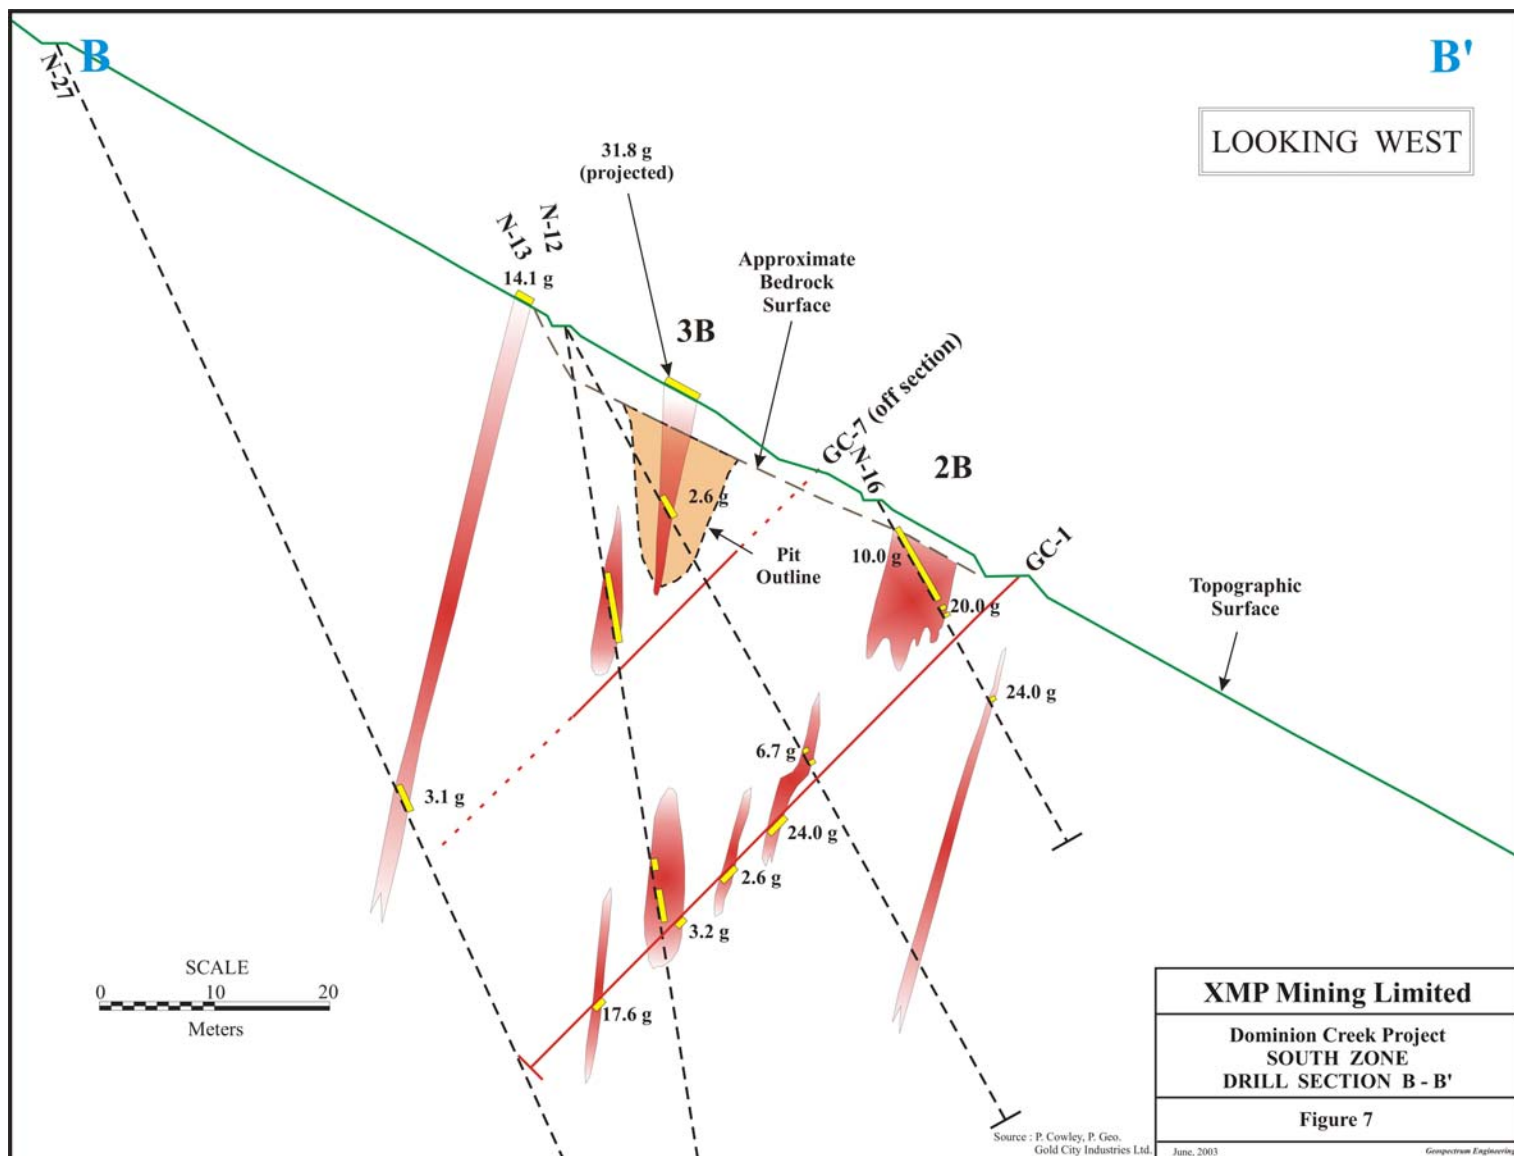 B
B'
N-27
LOOKING WEST
31.8 g
(projected)
N-13
N-12
14.1 g
Approximate
Bedrock
Surface
3B
GC-7 (off section)
N-16
2B
2.6 g
10.0 g
GC-1
Pit
Outline
20.0 g
Topographic
Surface
24.0 g
6.7 g
3.1 g
24.0 g
2.6 g
3.2 g
17.6 g
SCALE
0 10 20
Meters
XMP Mining Limited
Dominion Creek Project
SOUTH ZONE
DRILL SECTION B - B'
Figure 7
Source : P. Cowley, P. Geo.
Gold City Industries Ltd.
June, 2003
Geospectrum Engineering